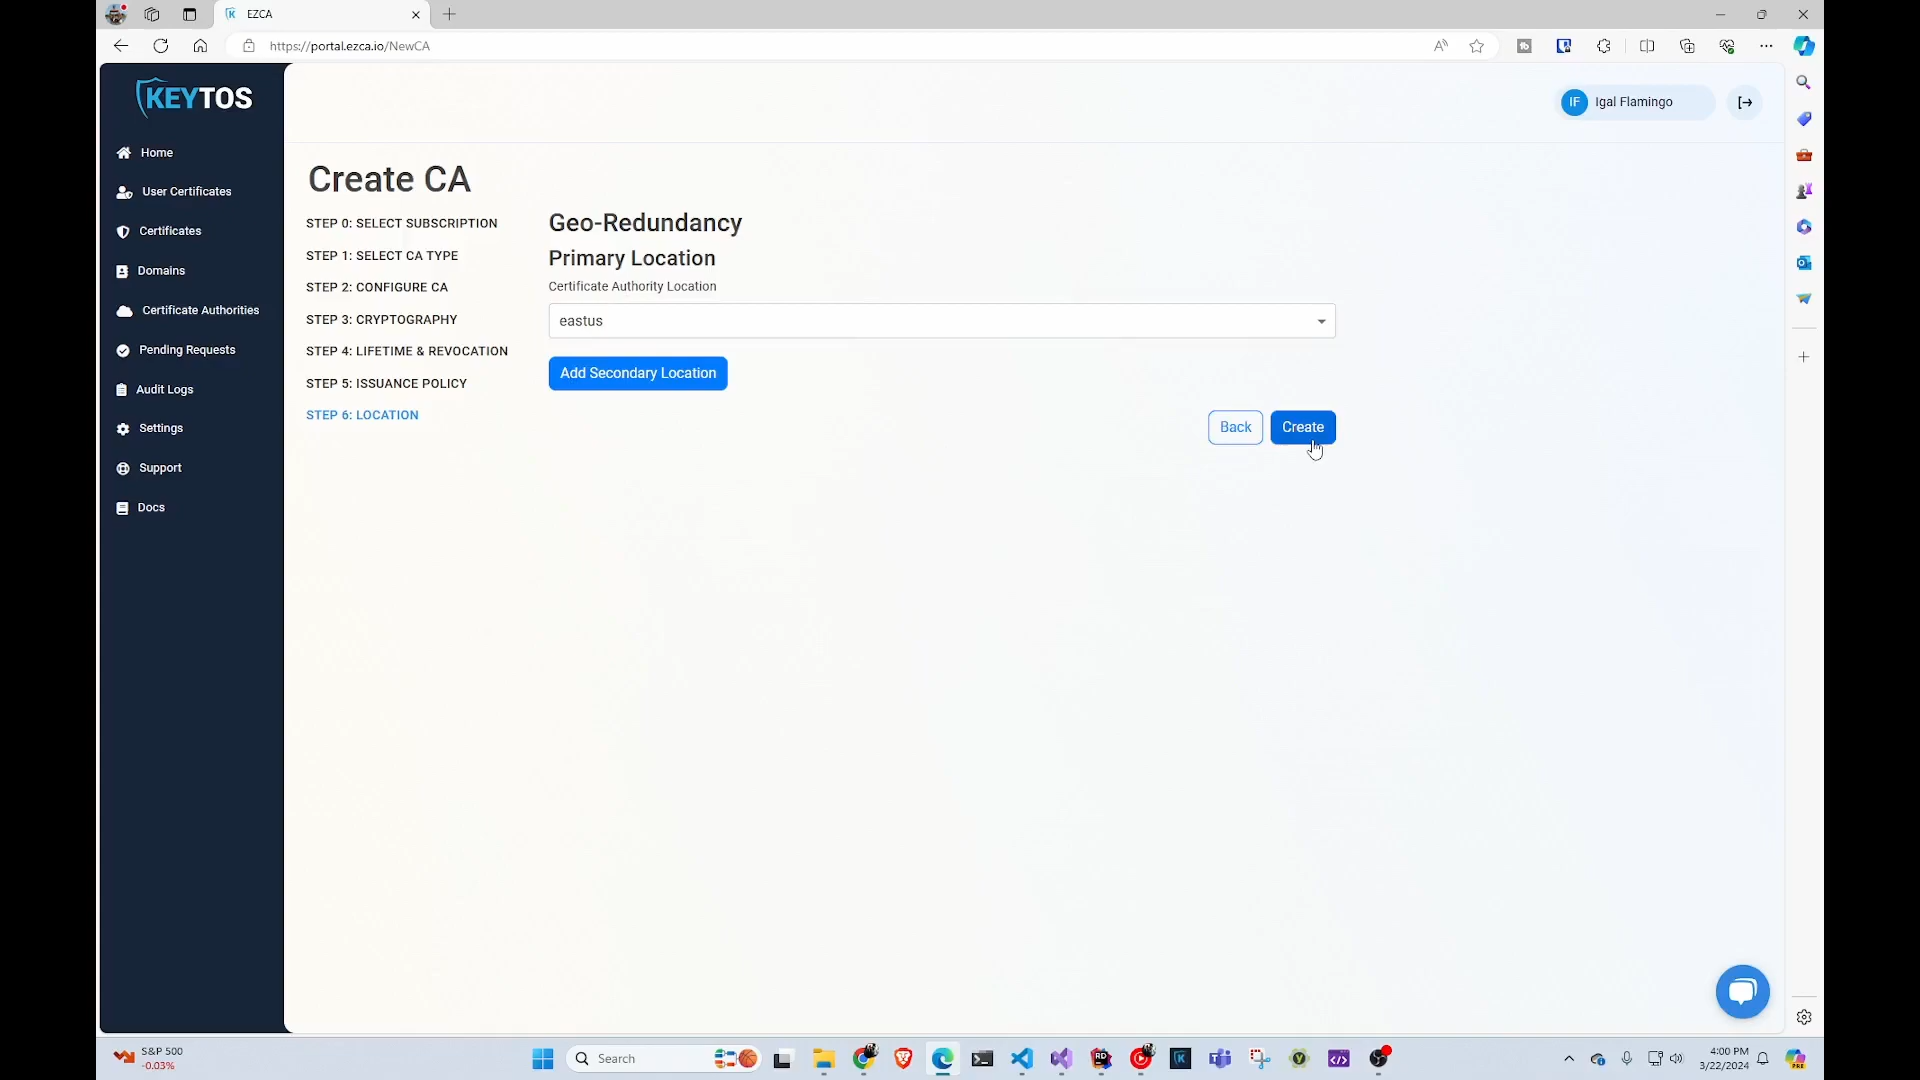 EZCA
https://portal.ezca.io/NewCA
KEYTOS
IF Igal Flamingo
Home
User Certificates
Certificates
Domains
Certificate Authorities
Pending Requests
Audit Logs
Settings
Support
Docs
Create CA
STEP 0: SELECT SUBSCRIPTION
STEP 1: SELECT CA TYPE
STEP 2: CONFIGURE CA
STEP 3: CRYPTOGRAPHY
STEP 4: LIFETIME & REVOCATION
STEP 5: ISSUANCE POLICY
STEP 6: LOCATION
Geo-Redundancy
Primary Location
Certificate Authority Location
eastus
Add Secondary Location
Back Create
S&P 500
-0.03%
Search
4:00 PM
3/22/2024